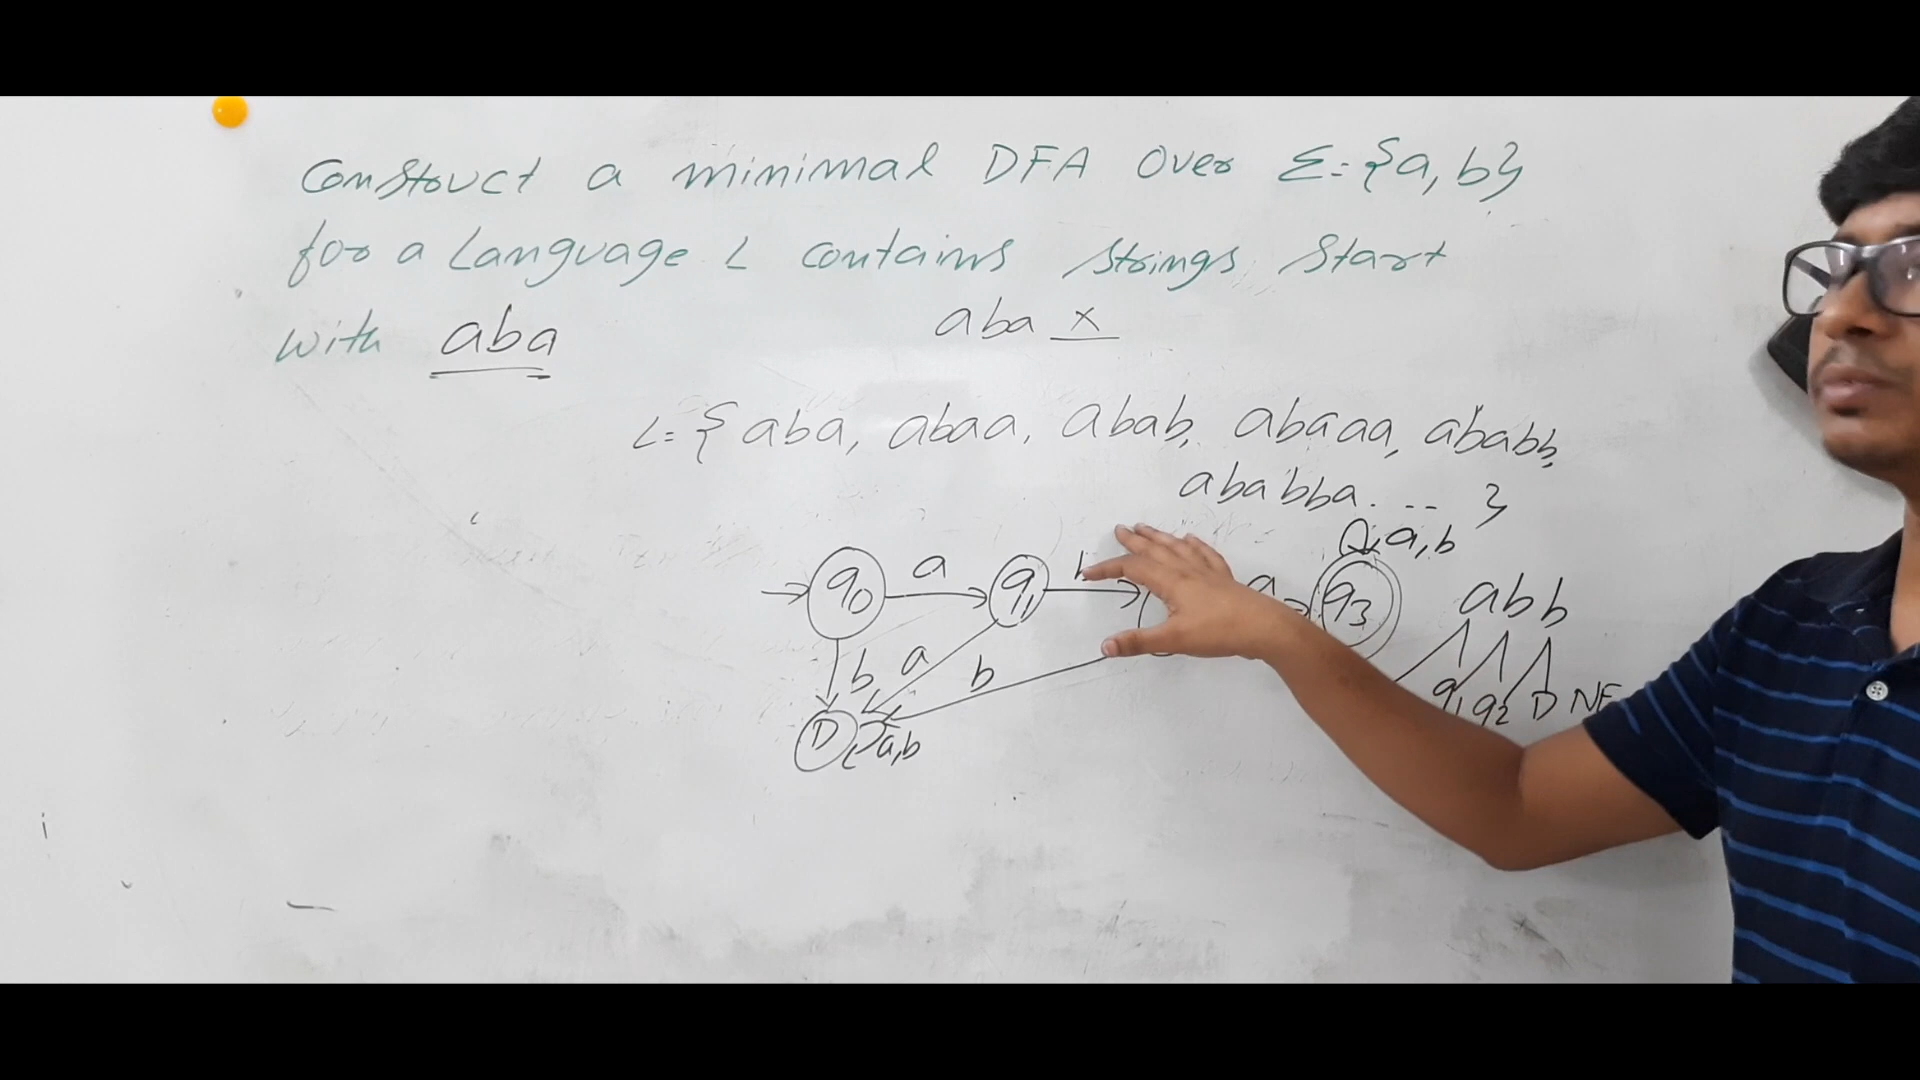 Construct a minimal DFA over Σ={a, b}
for a Language L contains strings start
with aba
aba x
L={aba, abaa, abab, abaaa, ababb,
ababba. --- }
a, b
q0 a q1 a q3
abb
b a b
q1 q2 D NF
D a,b